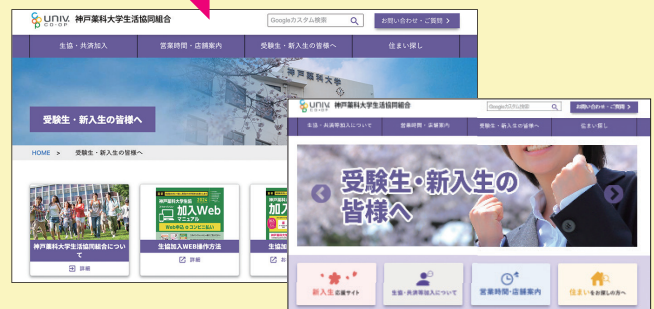 univ. CO-OP 神戸薬科大学生活協同組合
Googleカスタム検索
お問い合わせ・ご質問 >
生協・共済加入
営業時間・店舗案内
受験生・新入生の皆様へ
住まい探し
神戸薬科大学
受験生・新入生の皆様へ
HOME > 受験生・新入生の皆様へ
神戸薬科大学生活協同組合につい
て
詳細
神戸薬科大学生協 2024
加入Web
マニュアル
Web申込 & コンビニ払い
生協加入WEB操作方法
詳細
univ. CO-OP 神戸薬科大学生活協同組合
Googleカスタム検索
お問い合わせ・ご質問 >
生協・共済等加入について
営業時間・店舗案内
受験生・新入生の皆様へ
住まい探し
受験生・新入生の
皆様へ
新入生応援サイト
生協・共済等加入について
営業時間・店舗案内
住まいをお探しの方へ